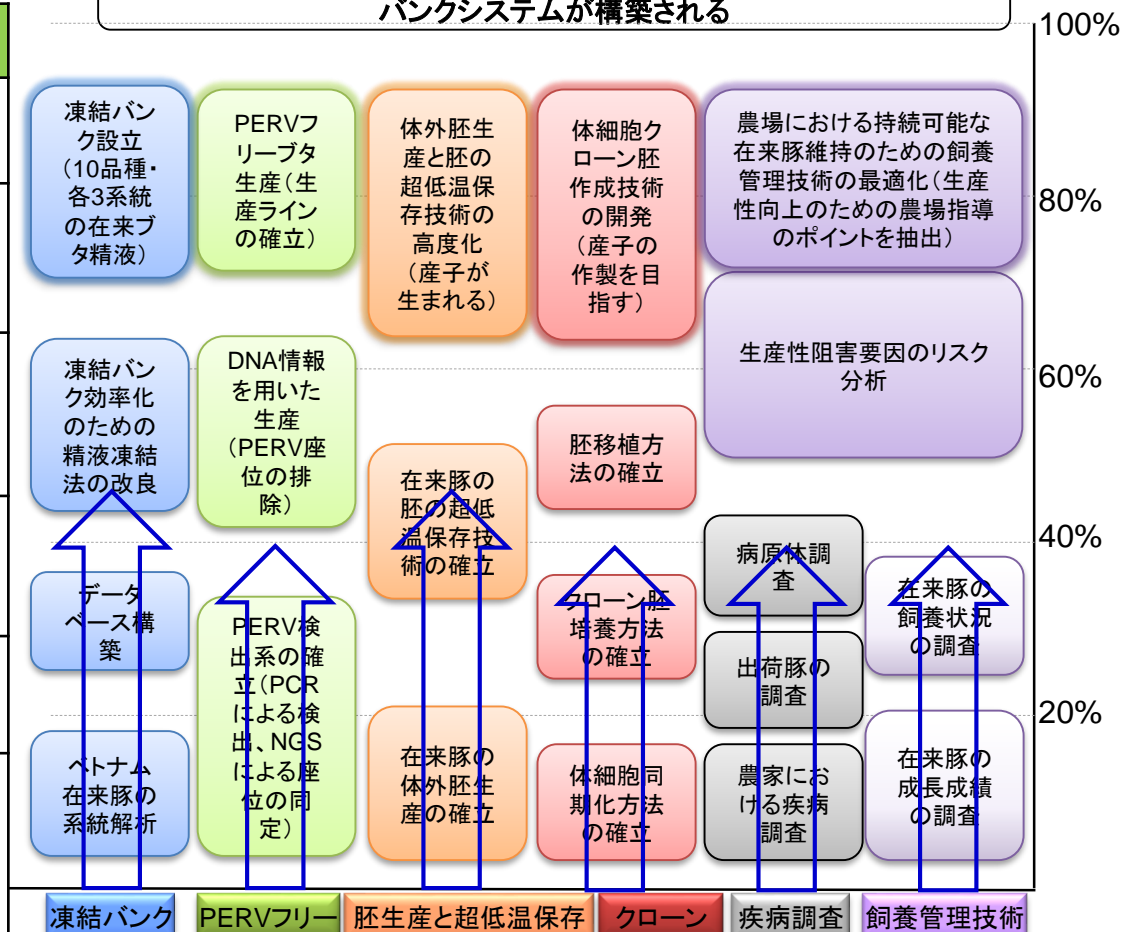 バンクシステムが構築される
100%
80%
60%
40%
20%
凍結バン
ク設立
（10品種・
各3系統
の在来ブ
タ精液）
PERVフ
リーブタ
生産（生
産ライン
の確立）
体外胚生
産と胚の
超低温保
存技術の
高度化
（産子が
生まれる）
体細胞ク
ローン胚
作成技術
の開発
（産子の
作製を目
指す）
農場における持続可能な
在来豚維持のための飼養
管理技術の最適化（生産
性向上のための農場指導
のポイントを抽出）
生産性阻害要因のリスク
分析
凍結バン
ク効率化
のための
精液凍結
法の改良
DNA情報
を用いた
生産
（PERV座
位の排
除）
在来豚の
胚の超低
温保存技
術の確立
胚移植方
法の確立
病原体調
査
在来豚の
飼養状況
の調査
データ
ベース構
築
PERV検
出系の確
立（PCR
による検
出、NGS
による座
位の同
定）
クローン胚
培養方法
の確立
出荷豚の
調査
ベトナム
在来豚の
系統解析
在来豚の
体外胚生
産の確立
体細胞同
期化方法
の確立
農家にお
ける疾病
調査
在来豚の
成長成績
の調査
凍結バンク
PERVフリー
胚生産と超低温保存
クローン
疾病調査
飼養管理技術